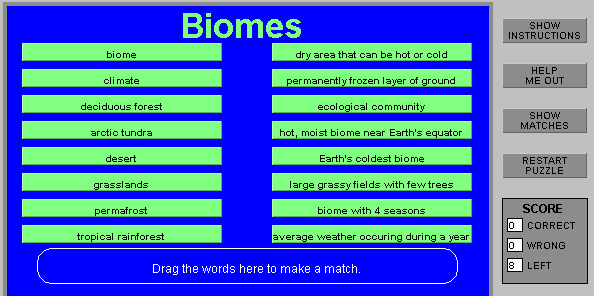 Biomes
biome
dry area that can be hot or cold
climate
permanently frozen layer of ground
deciduous forest
ecological community
arctic tundra
hot, moist biome near Earth's equator
desert
Earth's coldest biome
grasslands
large grassy fields with few trees
permafrost
biome with 4 seasons
tropical rainforest
average weather occuring during a year
Drag the words here to make a match.
SHOW
INSTRUCTIONS
HELP
ME OUT
SHOW
MATCHES
RESTART
PUZZLE
SCORE
0 CORRECT
0 WRONG
8 LEFT